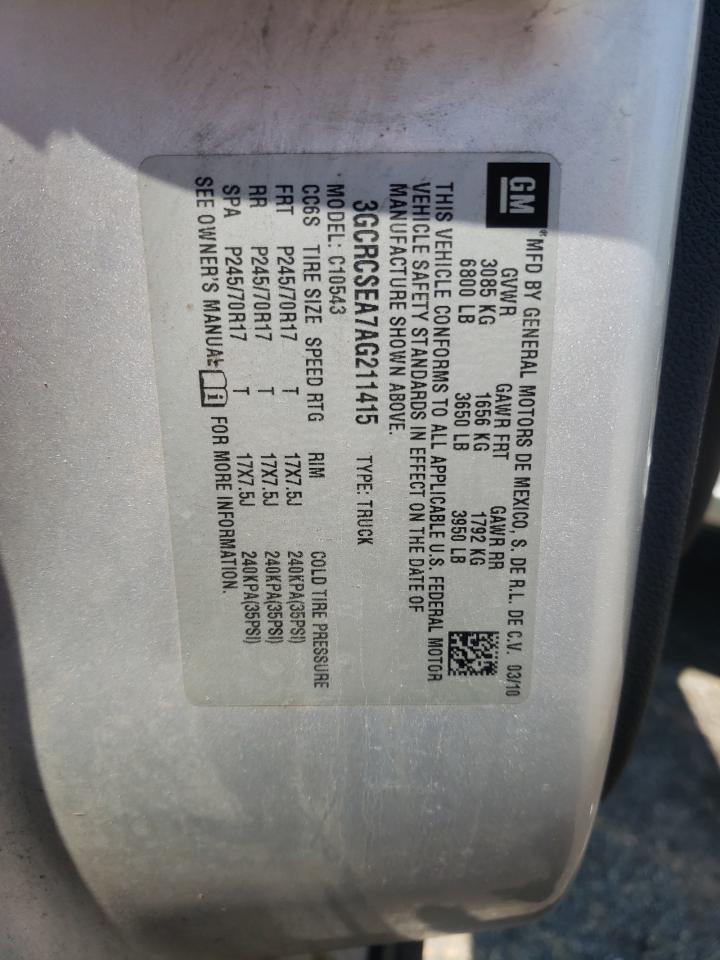 GM® MFD BY GENERAL MOTORS DE MEXICO, S. DE R.L. DE C.V. 03/10
GVWR GAWR FRT GAWR RR
3085 KG 1656 KG 1792 KG
6800 LB 3650 LB 3950 LB
THIS VEHICLE CONFORMS TO ALL APPLICABLE U.S. FEDERAL MOTOR
VEHICLE SAFETY STANDARDS IN EFFECT ON THE DATE OF
MANUFACTURE SHOWN ABOVE.
3GCRCSEA7AG211415 TYPE: TRUCK
MODEL: C10543
CC6S TIRE SIZE SPEED RTG RIM COLD TIRE PRESSURE
FRT P245/70R17 T 17X7.5J 240KPA(35PSI)
RR P245/70R17 T 17X7.5J 240KPA(35PSI)
SPA P245/70R17 T 17X7.5J 240KPA(35PSI)
SEE OWNER'S MANUAL i FOR MORE INFORMATION.